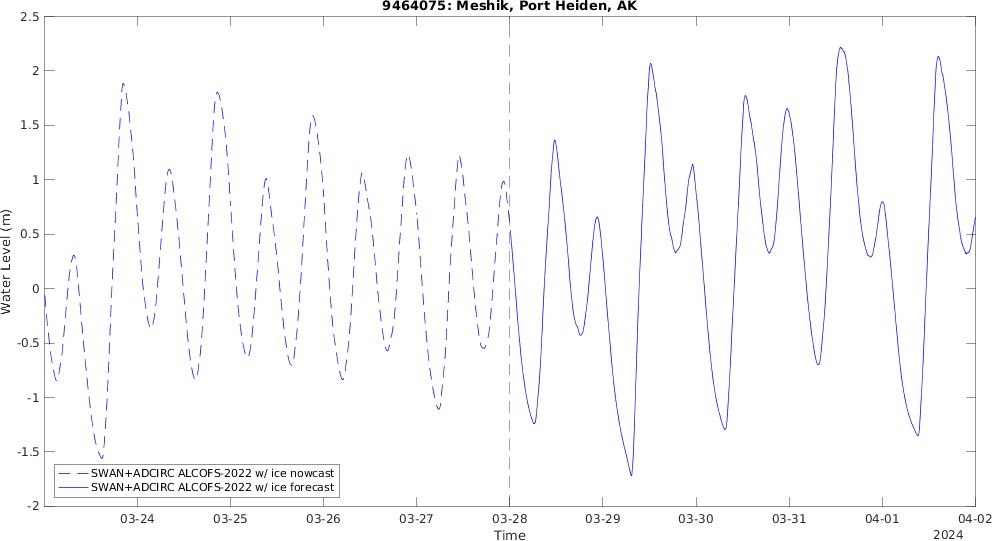 9464075: Meshik, Port Heiden, AK
2.5
2
1.5
1
0.5
0
-0.5
-1
-1.5
-2
Water Level (m)
SWAN+ADCIRC ALCOFS-2022 w/ ice nowcast
SWAN+ADCIRC ALCOFS-2022 w/ ice forecast
03-24 03-25 03-26 03-27 03-28 03-29 03-30 03-31 04-01 04-02
Time
2024